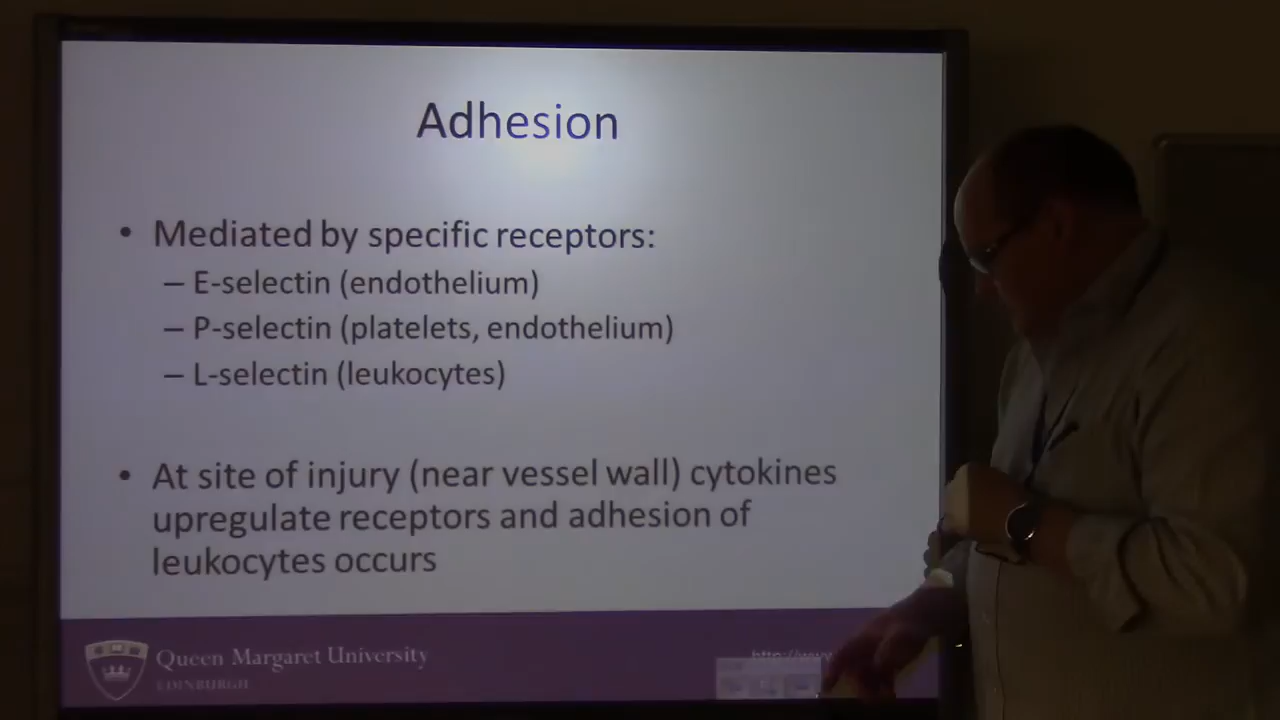 Adhesion
• Mediated by specific receptors:
– E-selectin (endothelium)
– P-selectin (platelets, endothelium)
– L-selectin (leukocytes)
• At site of injury (near vessel wall) cytokines
upregulate receptors and adhesion of
leukocytes occurs
Queen Margaret University
EDINBURGH